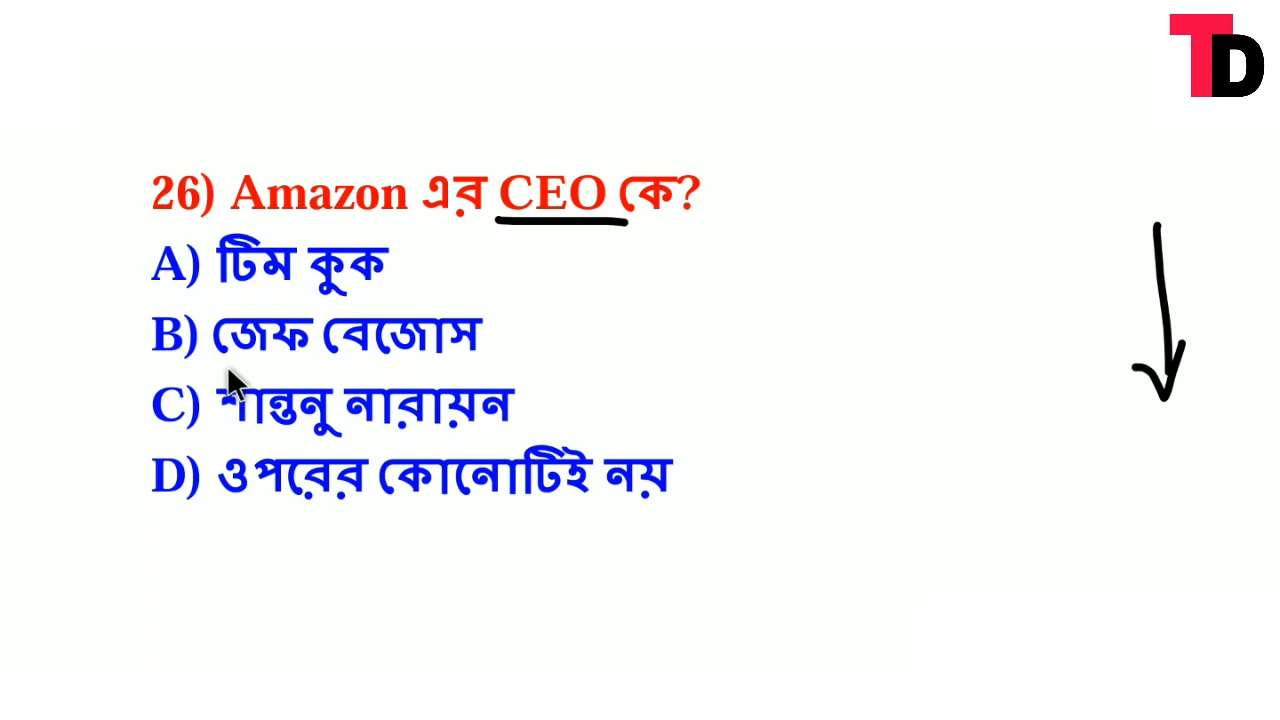 TD
26) Amazon এর CEO কে?
A) টিম কুক
B) জেফ বেজোস
C) শান্তনু নারায়ন
D) ওপরের কোনোটিই নয়